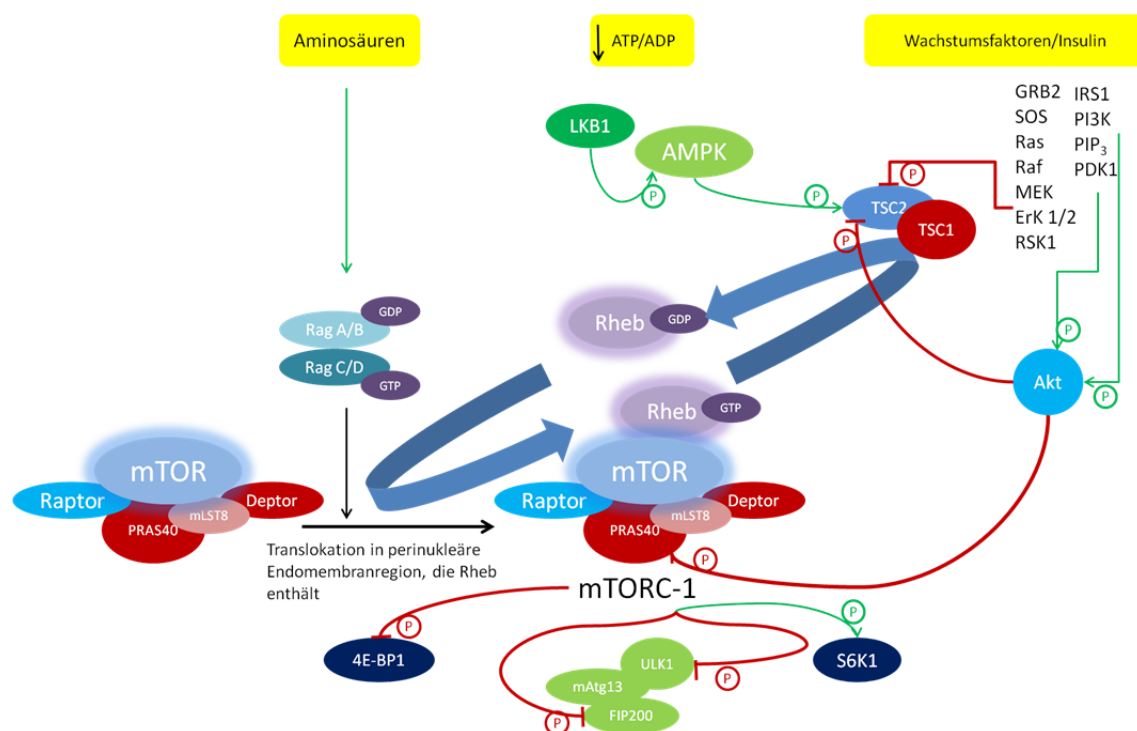 Aminosäuren
ATP/ADP
Wachstumsfaktoren/Insulin
GRB2
SOS
Ras
Raf
MEK
ErK 1/2
RSK1
IRS1
PI3K
PIP3
PDK1
LKB1
AMPK
P
P
P
TSC2
TSC1
P
Rag A/B
GDP
Rag C/D
GTP
Rheb
GDP
Rheb
GTP
P
Akt
P
mTOR
Raptor
PRAS40
mLST8
Deptor
mTOR
Raptor
PRAS40
mLST8
Deptor
P
Translokation in perinukleäre
Endomembranregion, die Rheb
enthält
mTORC-1
P
4E-BP1
P
S6K1
ULK1
P
mAtg13
FIP200
P